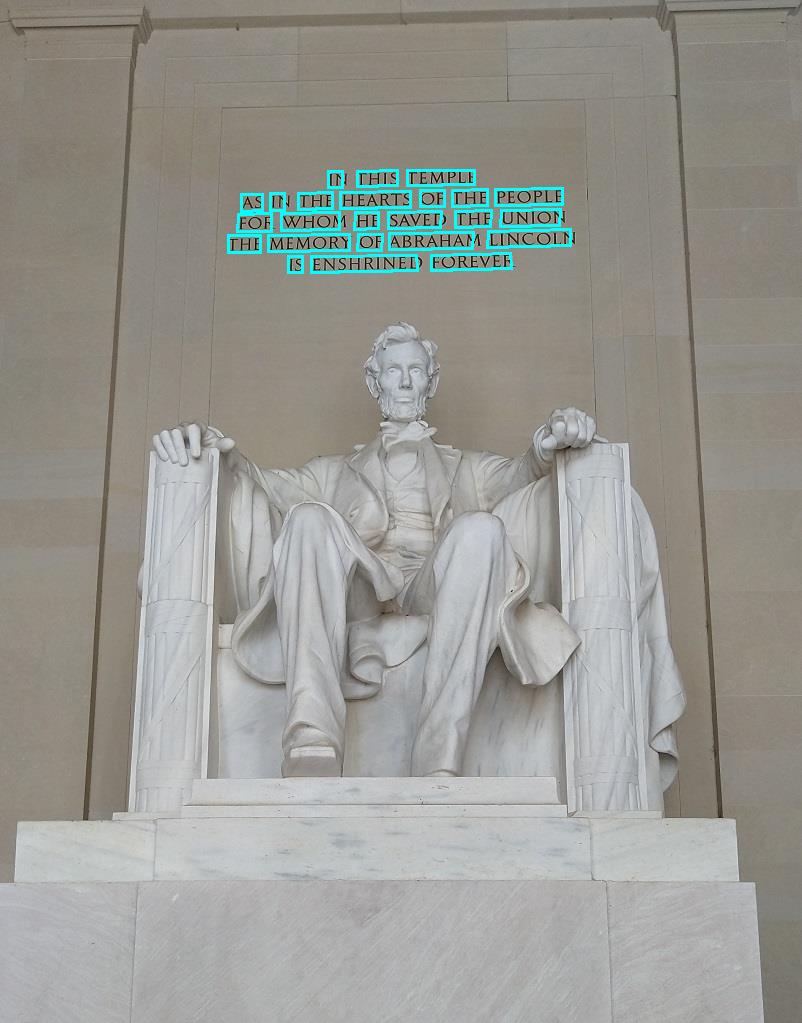 IN THIS TEMPLE
AS IN THE HEARTS OF THE PEOPLE
FOR WHOM HE SAVED THE UNION
THE MEMORY OF ABRAHAM LINCOLN
IS ENSHRINED FOREVER